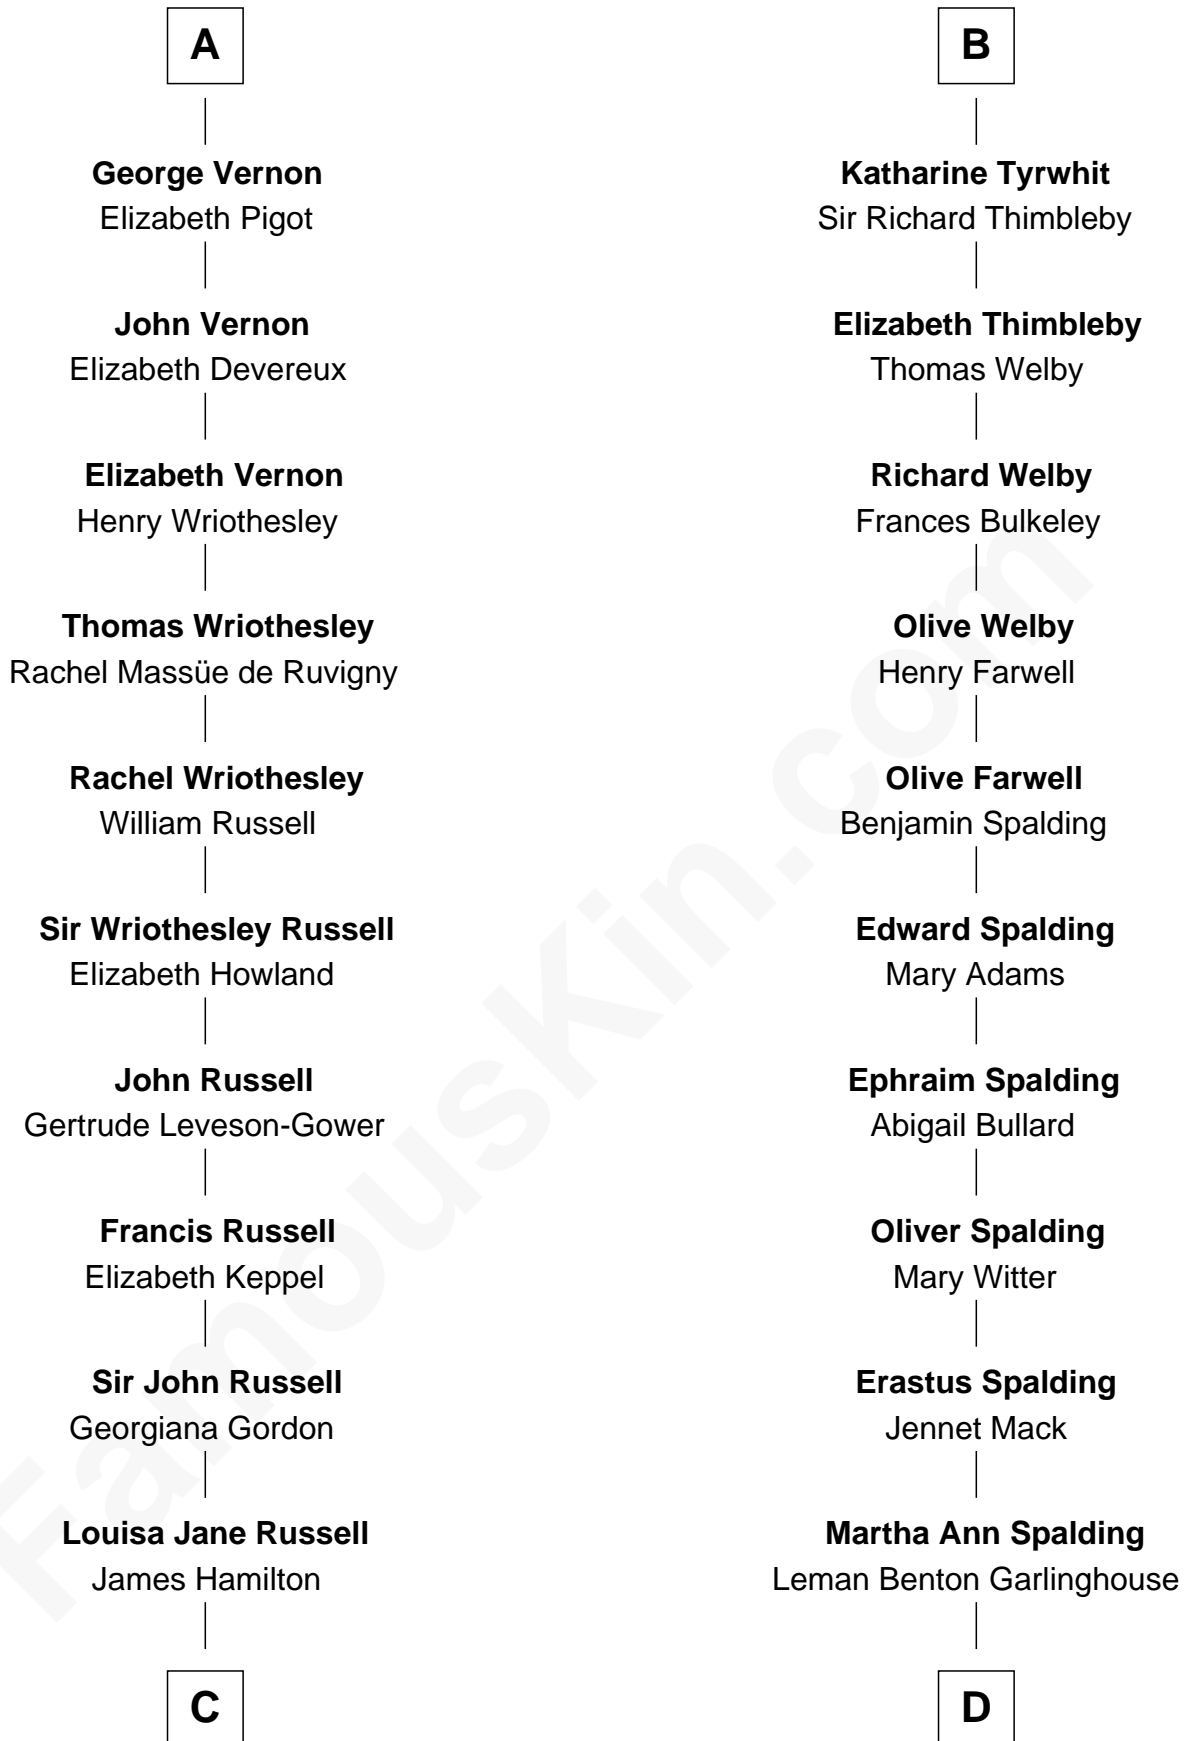 A
George Vernon
Elizabeth Pigot
John Vernon
Elizabeth Devereux
Elizabeth Vernon
Henry Wriothesley
Thomas Wriothesley
Rachel Massüe de Ruvigny
Rachel Wriothesley
William Russell
Sir Wriothesley Russell
Elizabeth Howland
John Russell
Gertrude Leveson-Gower
Francis Russell
Elizabeth Keppel
Sir John Russell
Georgiana Gordon
Louisa Jane Russell
James Hamilton
C
B
Katharine Tyrwhit
Sir Richard Thimbleby
Elizabeth Thimbleby
Thomas Welby
Richard Welby
Frances Bulkeley
Olive Welby
Henry Farwell
Olive Farwell
Benjamin Spalding
Edward Spalding
Mary Adams
Ephraim Spalding
Abigail Bullard
Oliver Spalding
Mary Witter
Erastus Spalding
Jennet Mack
Martha Ann Spalding
Leman Benton Garlinghouse
D
FamousKin.com